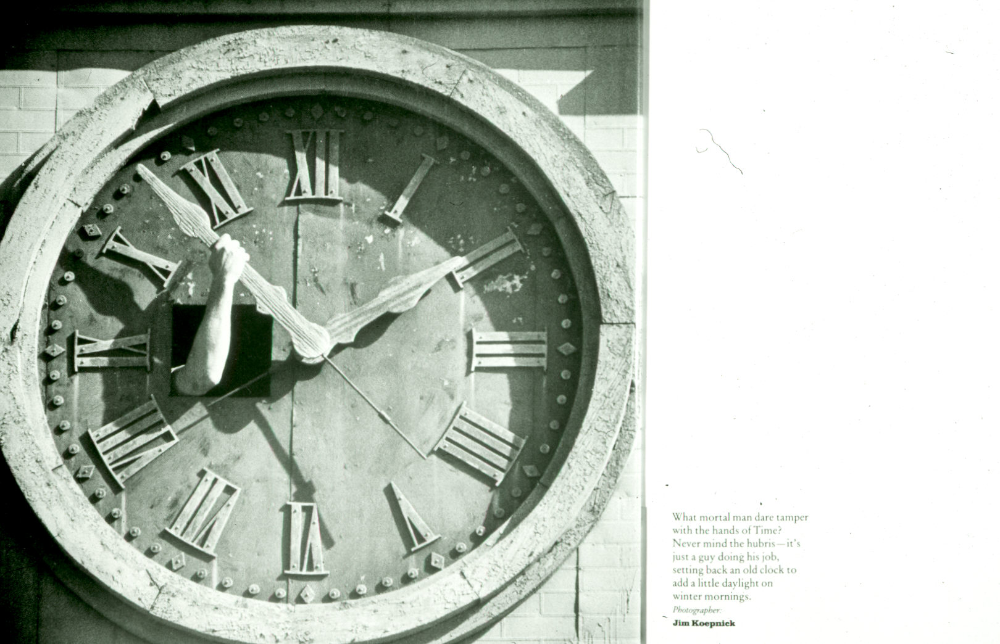 XII
I
II
III
IIII
V
VI
VII
VIII
IX
X
XI
What mortal man dare tamper
with the hands of Time?
Never mind the hubris—it's
just a guy doing his job,
setting back an old clock to
add a little daylight on
winter mornings.
Photographer:
Jim Koepnick